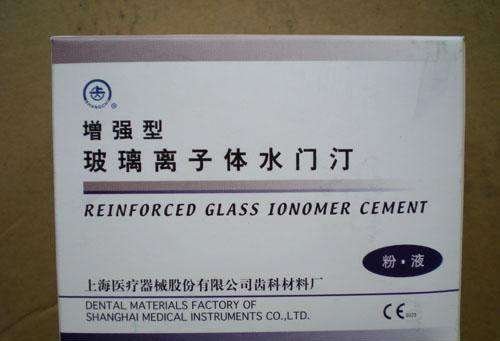 增强型
玻璃离子体水门汀
REINFORCED GLASS IONOMER CEMENT
粉·液
上海医疗器械股份有限公司齿科材料厂
DENTAL MATERIALS FACTORY OF
SHANGHAI MEDICAL INSTRUMENTS CO.,LTD.
CE